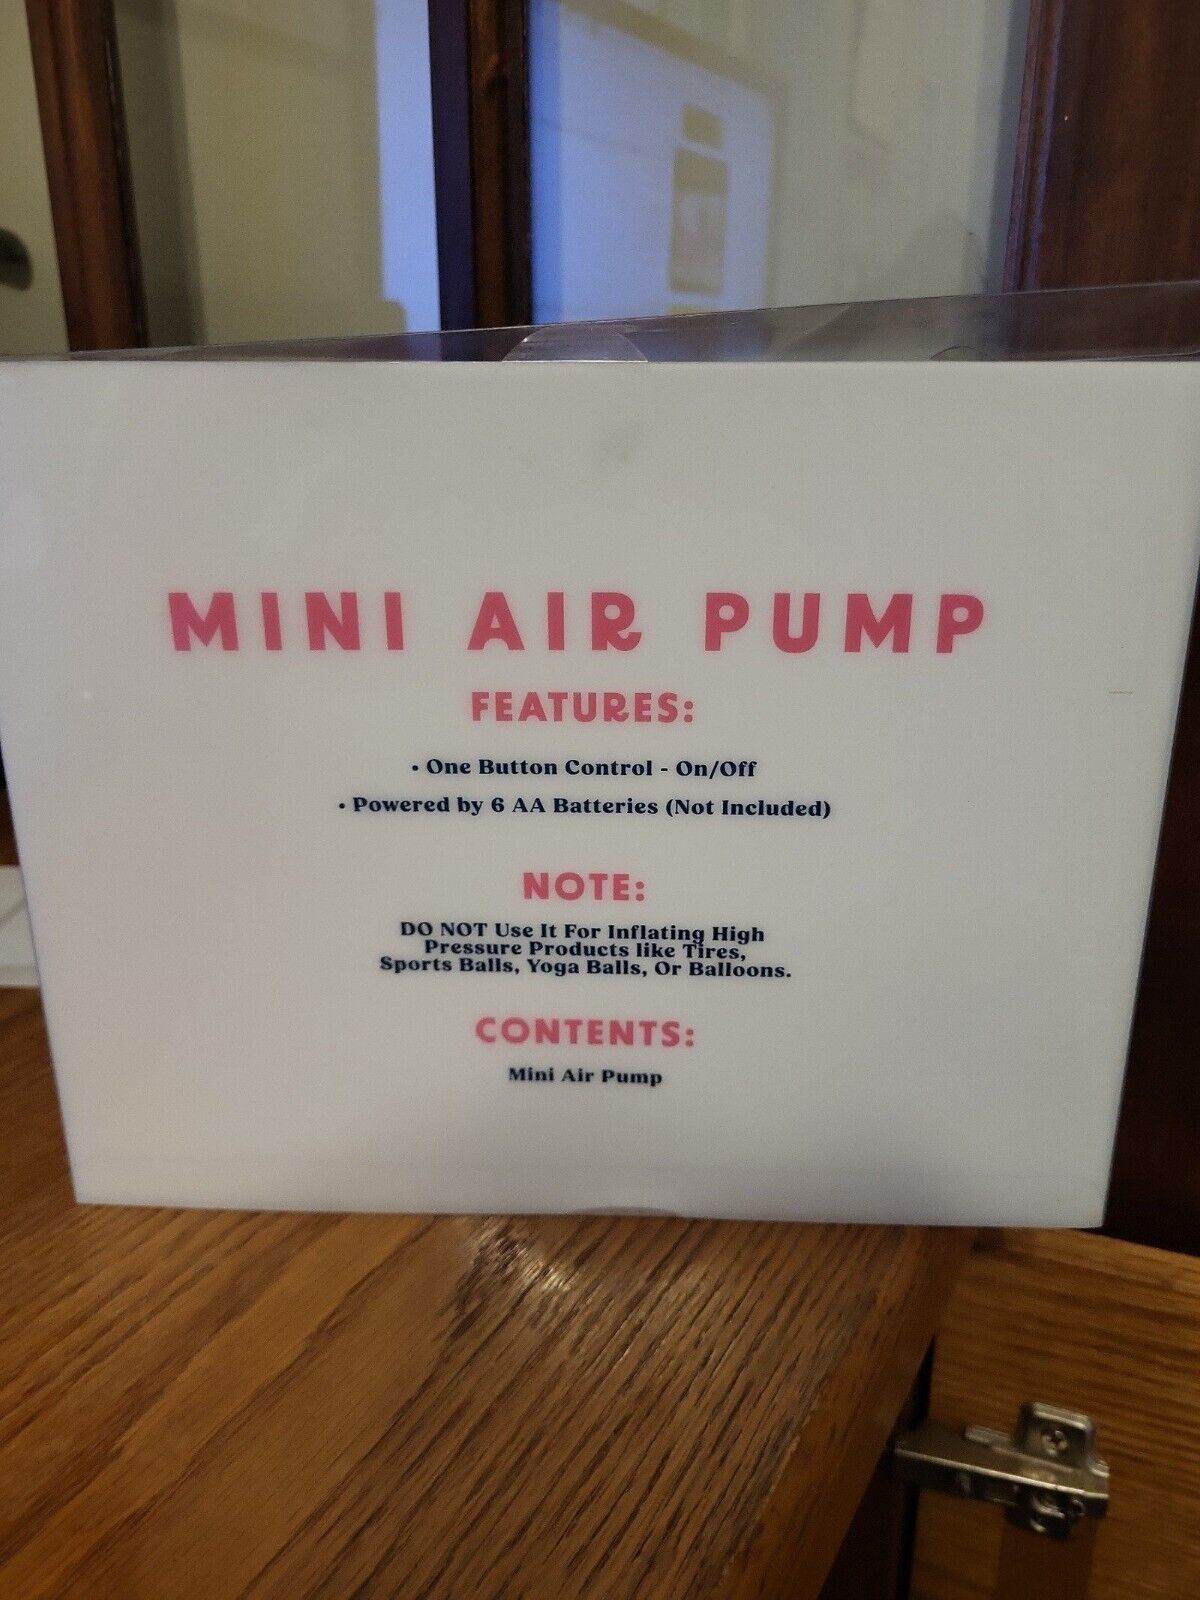 MINI AIR PUMP
FEATURES:
• One Button Control - On/Off
• Powered by 6 AA Batteries (Not Included)
NOTE:
DO NOT Use It For Inflating High
Pressure Products like Tires,
Sports Balls, Yoga Balls, Or Balloons.
CONTENTS:
Mini Air Pump